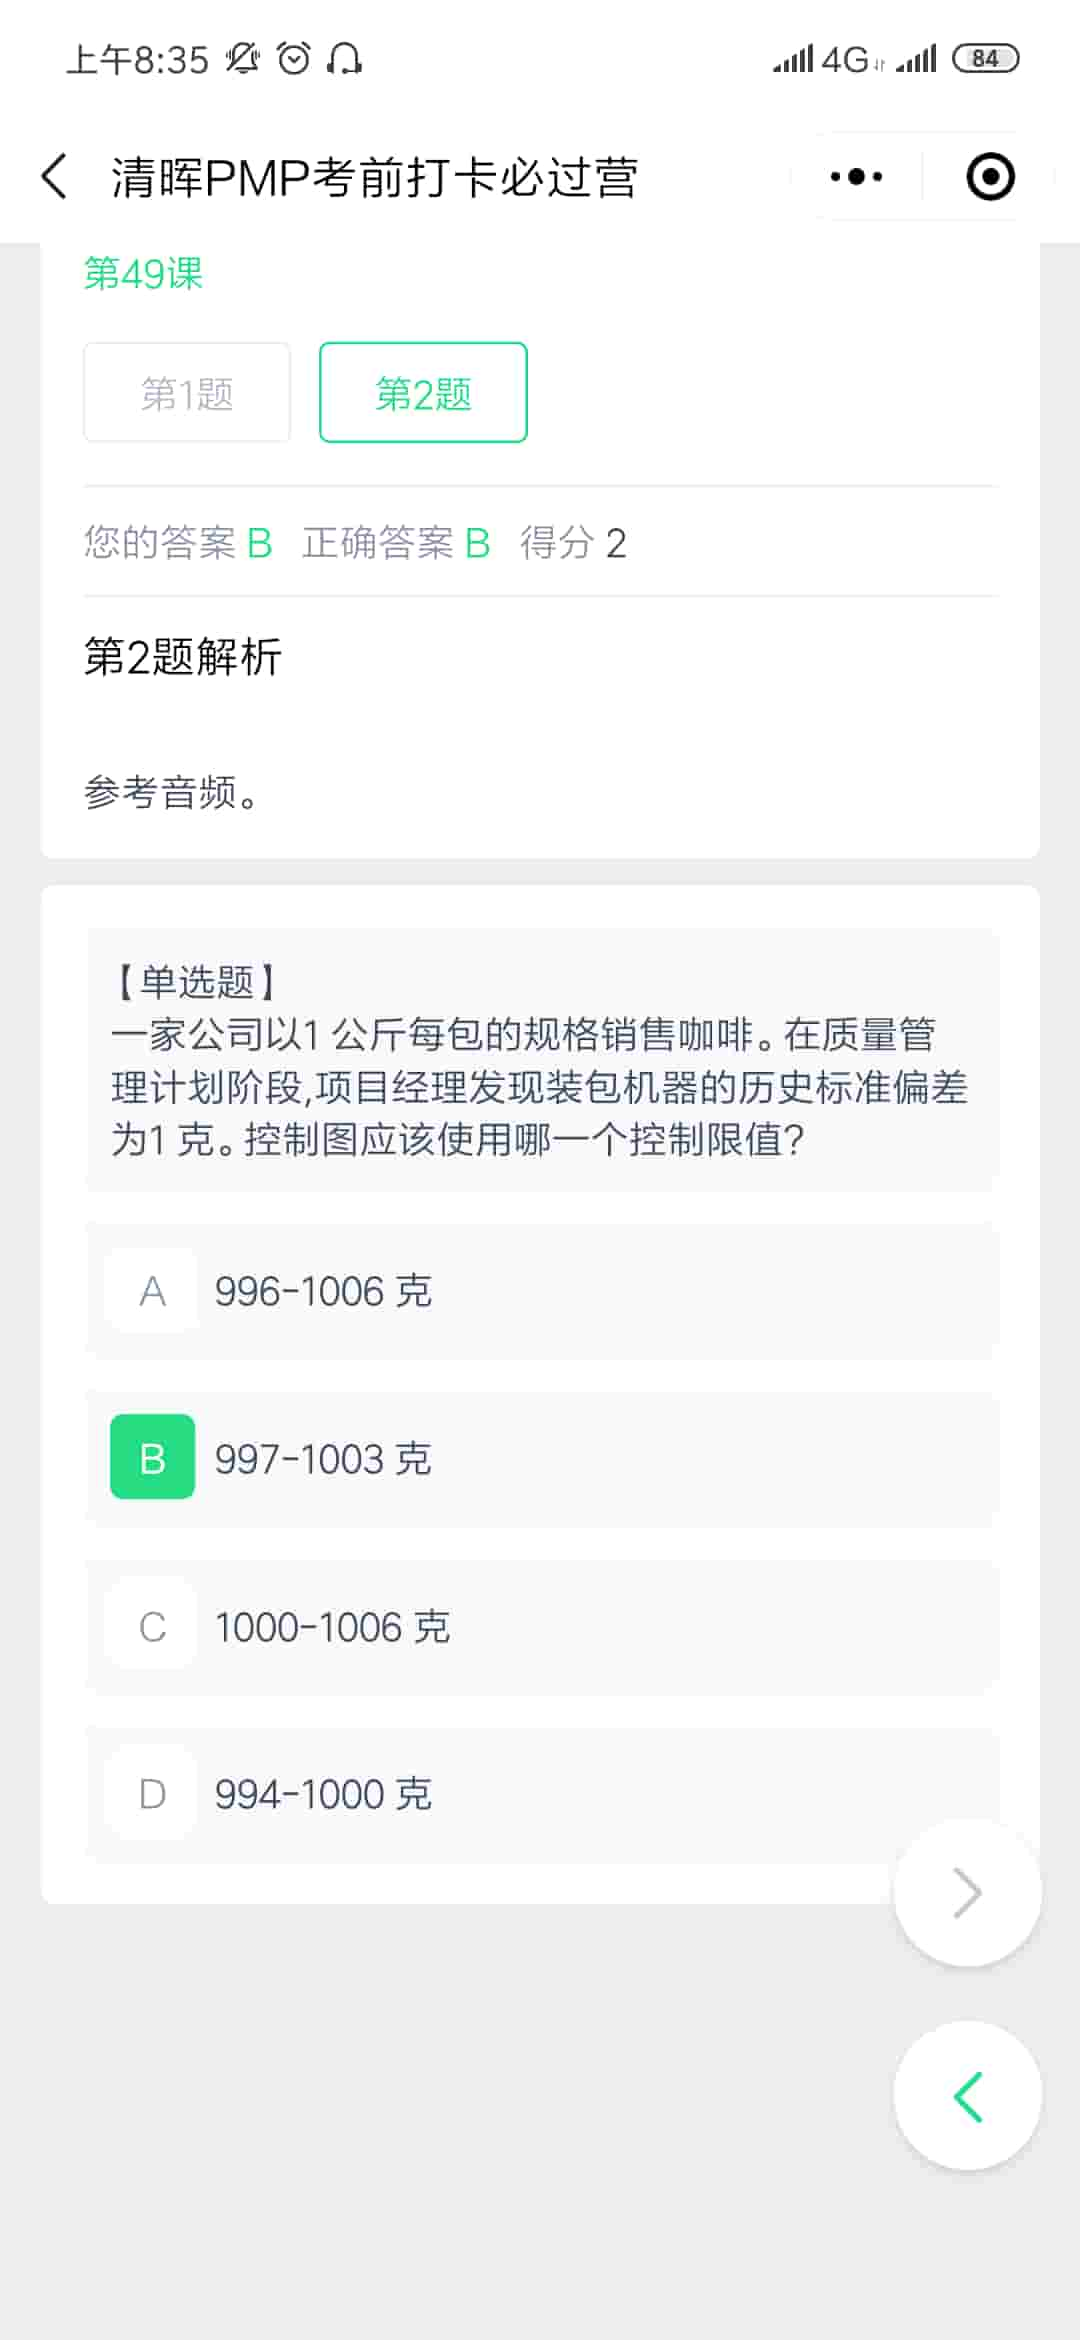 上午8:35 4G 84
清晖PMP考前打卡必过营
第49课
第1题 第2题
您的答案 B 正确答案 B 得分 2
第2题解析
参考音频。
【单选题】
一家公司以1 公斤每包的规格销售咖啡。在质量管
理计划阶段,项目经理发现装包机器的历史标准偏差
为1 克。控制图应该使用哪一个控制限值?
A 996-1006 克
B 997-1003 克
C 1000-1006 克
D 994-1000 克